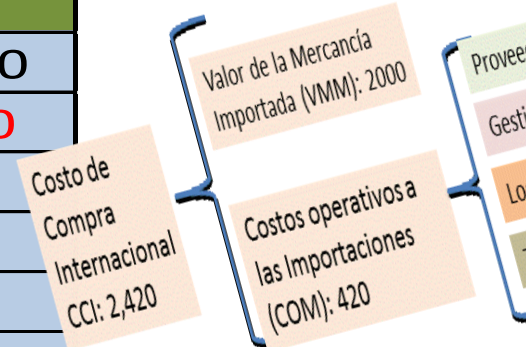 O
O
Costo de
Compra
Internacional
CCI: 2,420
Valor de la Mercancía
Importada (VMM): 2000
Costos operativos a
las Importaciones
(COM): 420
Provee
Gesti
Lo